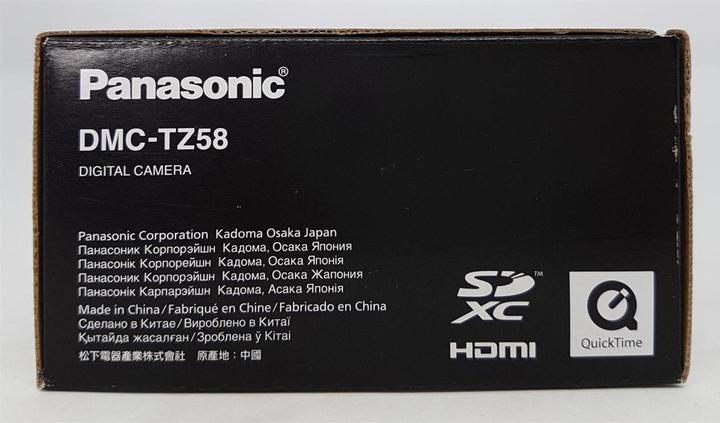 Panasonic®
DMC-TZ58
DIGITAL CAMERA
Panasonic Corporation Kadoma Osaka Japan
Панасоник Корпорэйшн Кадома, Осака Япония
Панасонік Корпорейшн Кадома, Осака Японія
Панасоник Корпорэйшн Кадома, Осака Жапония
Панасонік Карпарэйшн Кадома, Асака Японія
Made in China/Fabriqué en Chine/Fabricado en China
Сделано в Китае/Вироблено в Китаї
Қытайда жасалған/Зроблена ў Кітаі
松下電器產業株式會社 原產地：中國
SD™
XC
HDMI
QuickTime